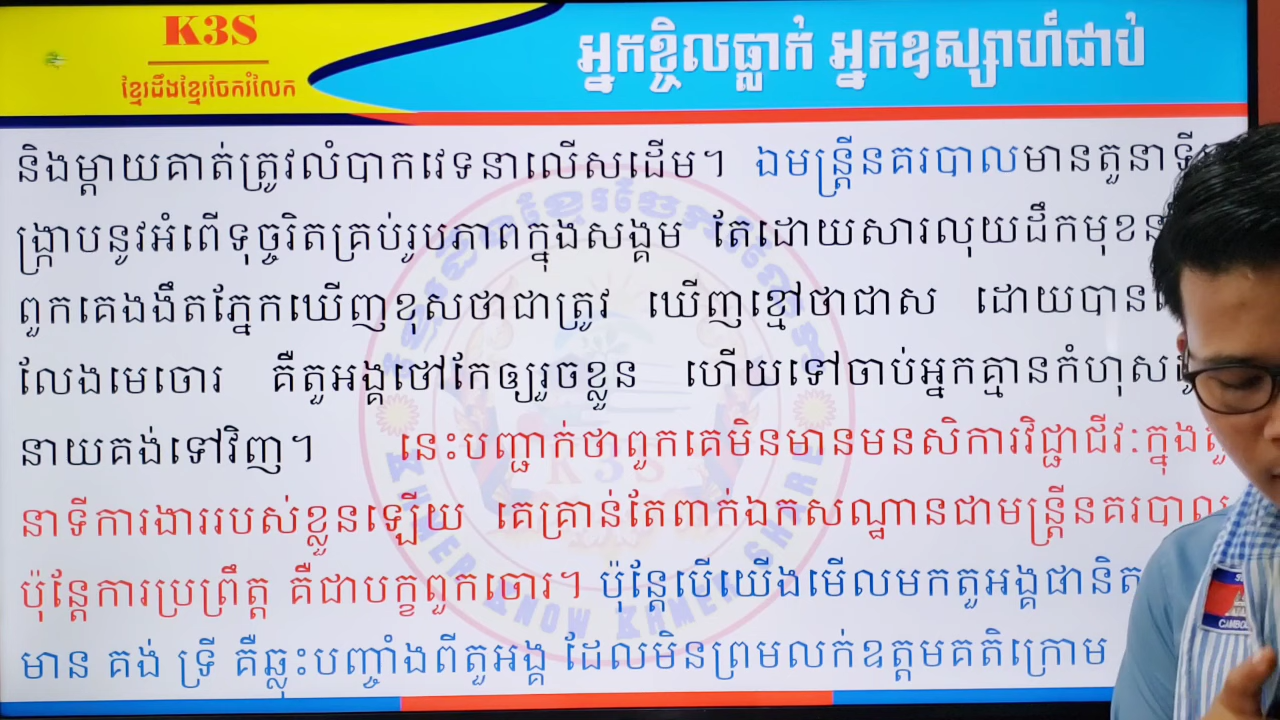 K3S
ខ្មែរដឹងខ្មែរចែករំលែក
អ្នកខ្ជិលធ្លាក់ អ្នកឧស្សាហ៍ជាប់
និងម្តាយគាត់ត្រូវលំបាកវេទនាលើសដើម។ ឯមន្ត្រីនគរបាលមានតួនាទី
ង្ក្រាបនូវអំពើទុច្ចរិតគ្រប់រូបភាពក្នុងសង្គម តែដោយសារលុយដឹកមុខ
ពួកគេងងឹតភ្នែកឃើញខុសថាជាត្រូវ ឃើញខ្មៅថាជាស ដោយបាន
លែងមេចោរ គឺតួអង្គថៅកែឲ្យរួចខ្លួន ហើយទៅចាប់អ្នកគ្មានកំហុស
នាយគង់ទៅវិញ។ នេះបញ្ជាក់ថាពួកគេមិនមានមនសិការវិជ្ជាជីវៈក្នុងតួ
នាទីការងាររបស់ខ្លួនឡើយ គេគ្រាន់តែពាក់ឯកសណ្ឋានជាមន្ត្រីនគរបាល
ប៉ុន្តែការប្រព្រឹត្ត គឺជាបក្ខពួកចោរ។ ប៉ុន្តែបើយើងមើលមកតួអង្គផានិត
មាន គង់ ទ្រី គឺឆ្លុះបញ្ចាំងពីតួអង្គ ដែលមិនព្រមលក់ឧត្តមគតិក្រោម